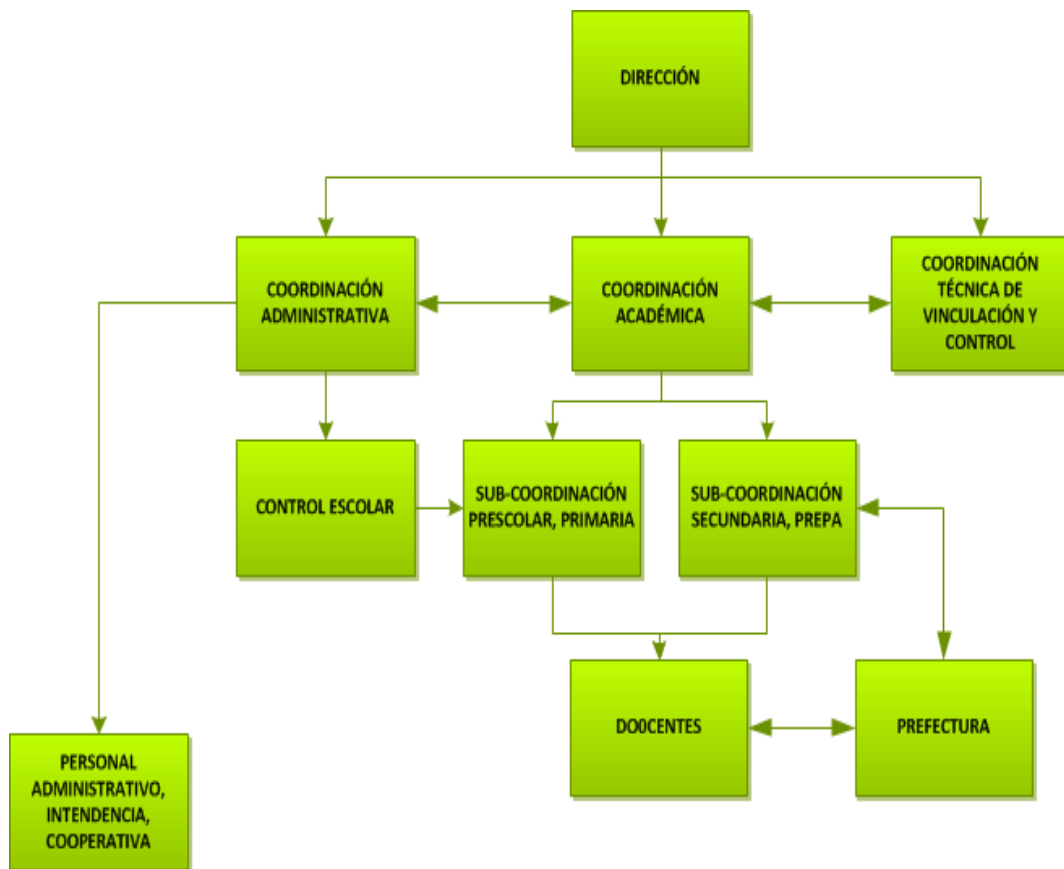 DIRECCIÓN
COORDINACIÓN
ADMINISTRATIVA
COORDINACIÓN
ACADÉMICA
COORDINACIÓN
TÉCNICA DE
VINCULACIÓN Y
CONTROL
CONTROL ESCOLAR
SUB-COORDINACIÓN
PRESCOLAR, PRIMARIA
SUB-COORDINACIÓN
SECUNDARIA, PREPA
DO0CENTES
PREFECTURA
PERSONAL
ADMINISTRATIVO,
INTENDENCIA,
COOPERATIVA